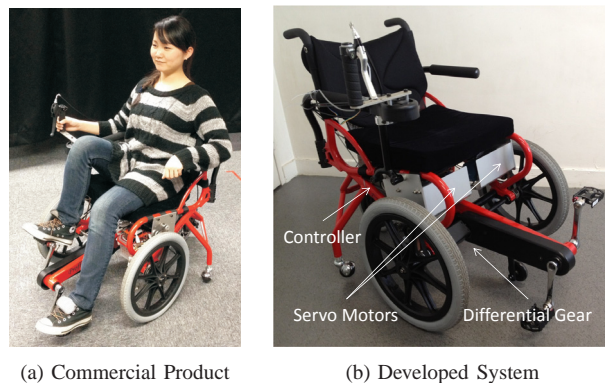 Controller
Servo Motors
Differential Gear
(a) Commercial Product
(b) Developed System